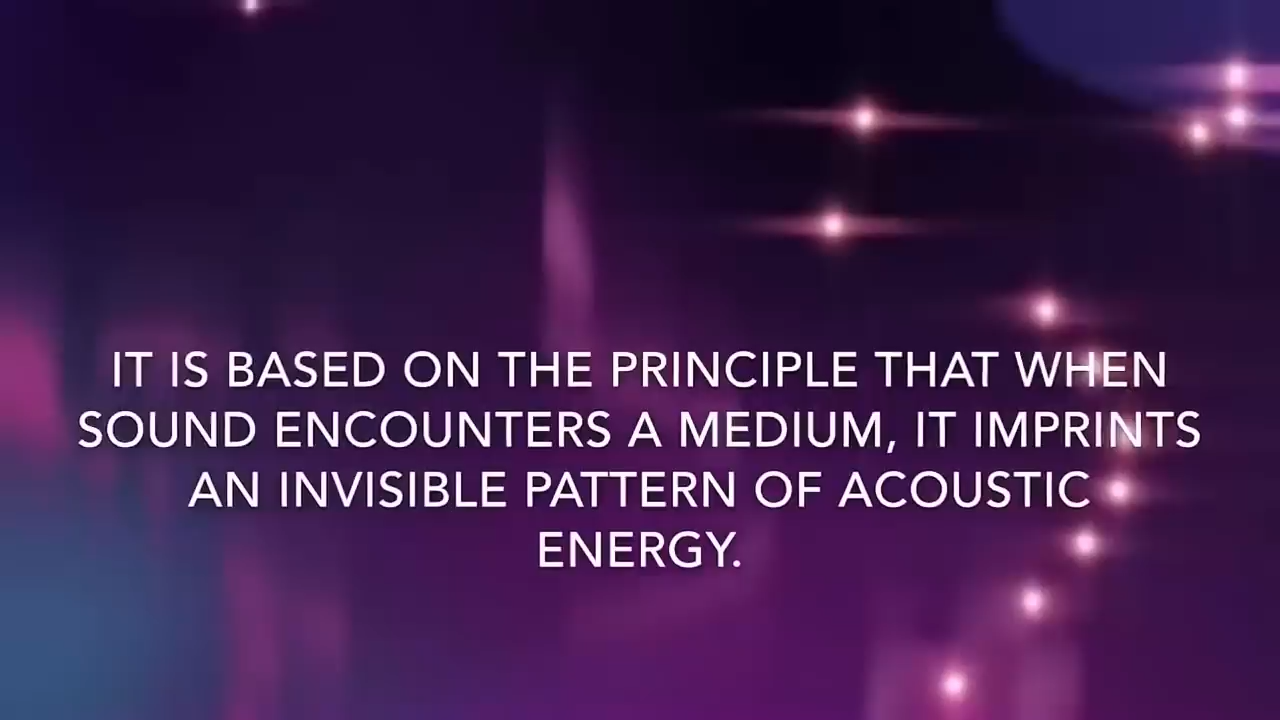 IT IS BASED ON THE PRINCIPLE THAT WHEN
SOUND ENCOUNTERS A MEDIUM, IT IMPRINTS
AN INVISIBLE PATTERN OF ACOUSTIC
ENERGY.